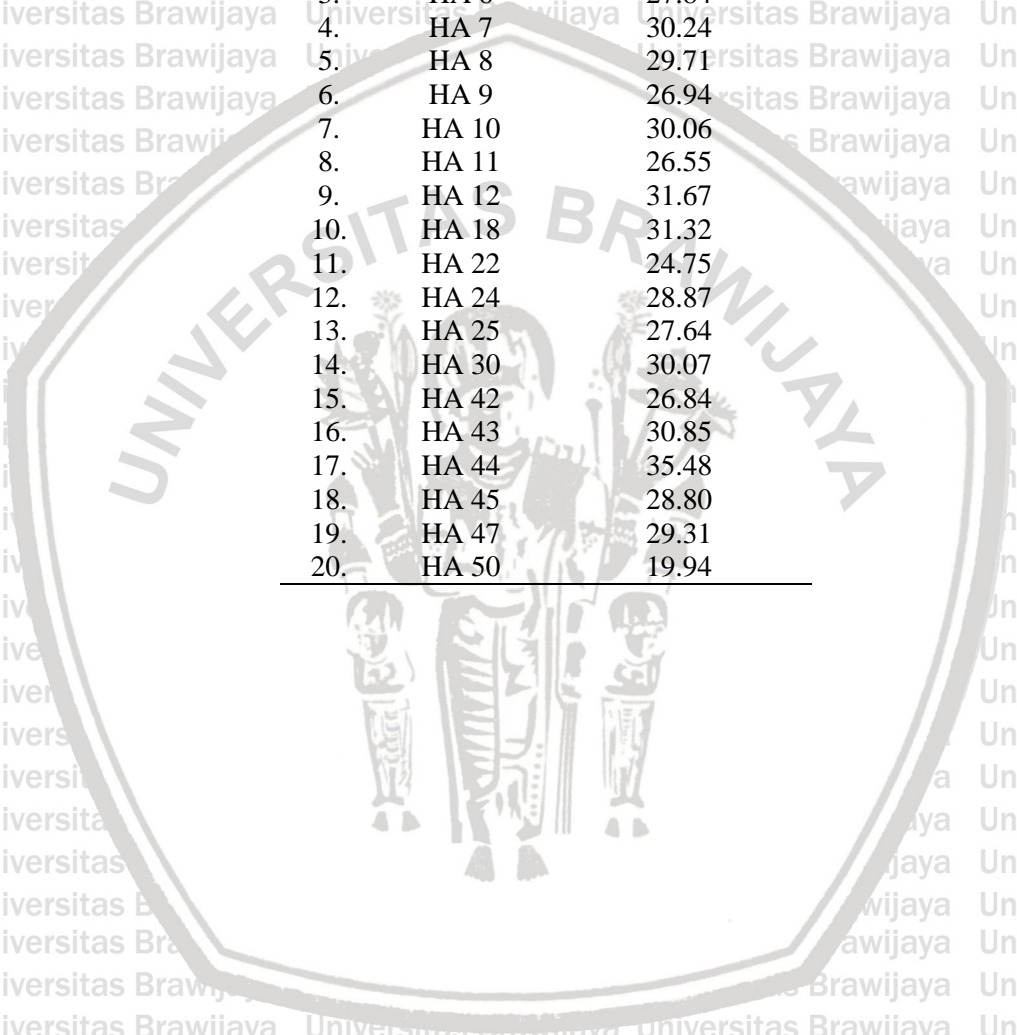 4. HA 7 30.24
5. HA 8 29.71
6. HA 9 26.94
7. HA 10 30.06
8. HA 11 26.55
9. HA 12 31.67
10. HA 18 31.32
11. HA 22 24.75
12. HA 24 28.87
13. HA 25 27.64
14. HA 30 30.07
15. HA 42 26.84
16. HA 43 30.85
17. HA 44 35.48
18. HA 45 28.80
19. HA 47 29.31
20. HA 50 19.94
UNIVERSITAS BRAWIJAYA